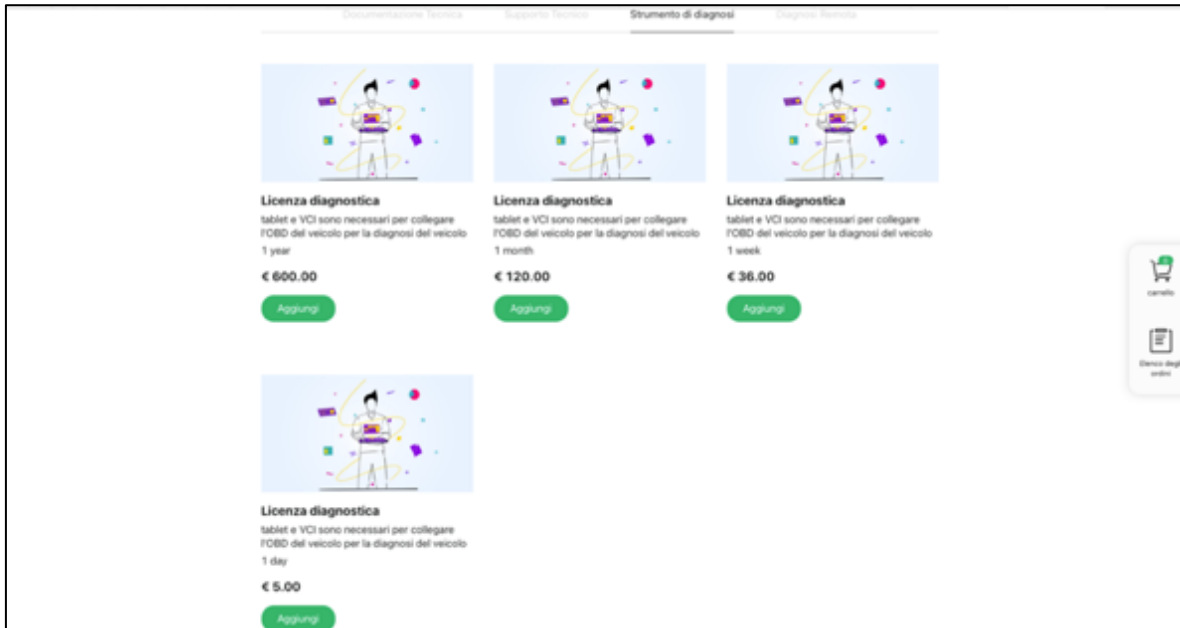 Documentazione Tecnica
Supporto Tecnico
Strumento di diagnosi
Diagnosi Remota
Licenza diagnostica
tablet e VCI sono necessari per collegare
l'OBD del veicolo per la diagnosi del veicolo
1 year
€ 600.00
Aggiungi
Licenza diagnostica
tablet e VCI sono necessari per collegare
l'OBD del veicolo per la diagnosi del veicolo
1 month
€ 120.00
Aggiungi
Licenza diagnostica
tablet e VCI sono necessari per collegare
l'OBD del veicolo per la diagnosi del veicolo
1 week
€ 36.00
Aggiungi
carrello
Elenco degli
ordini
Licenza diagnostica
tablet e VCI sono necessari per collegare
l'OBD del veicolo per la diagnosi del veicolo
1 day
€ 5.00
Aggiungi